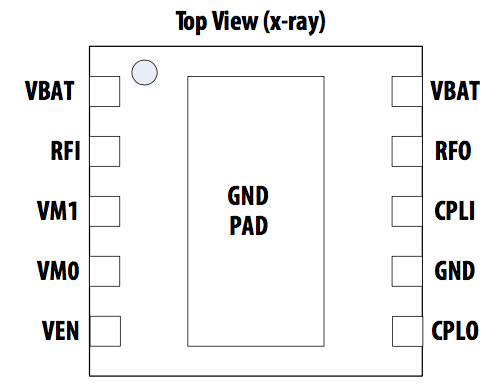 Top View (x-ray)
VBAT
VBAT
RFI
RFO
VM1
GND
PAD
CPLI
VM0
GND
VEN
CPLO